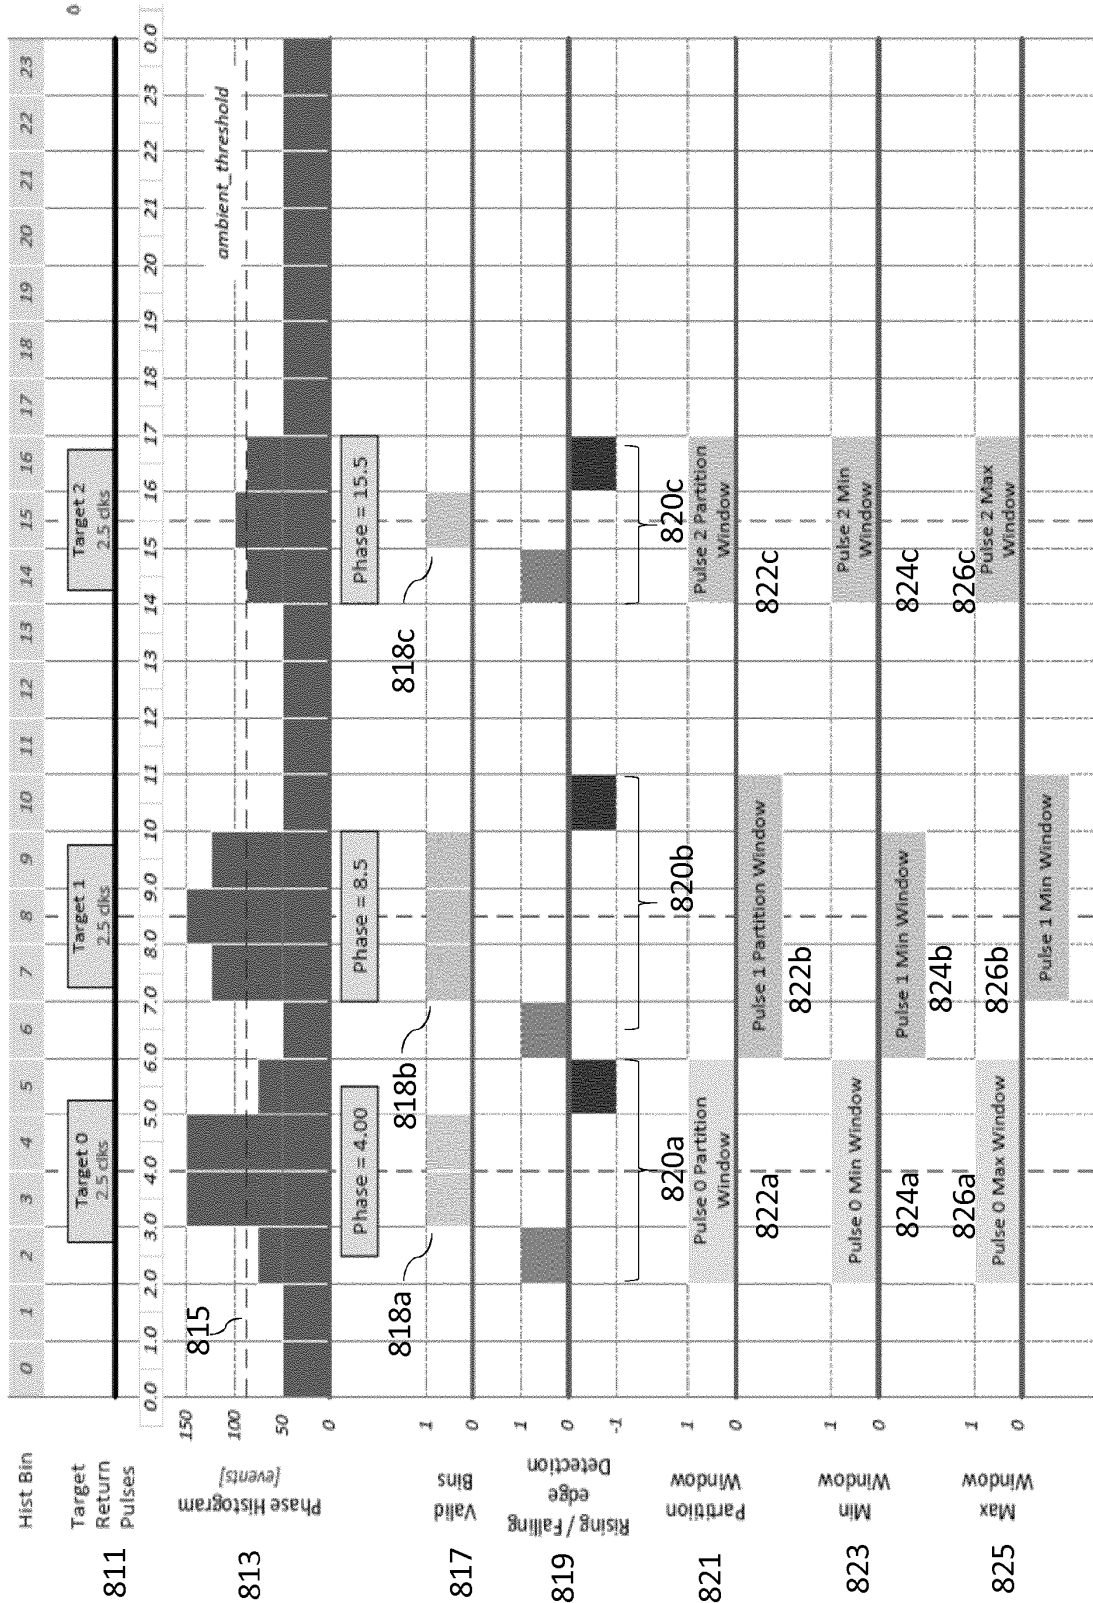 Hist Bin 0 1 2 3 4 5 6 7 8 9 10 11 12 13 14 15 16 17 18 19 20 21 22 23
811
Target
Return
Pulses
Target 0
2.5 clks
Target 1
2.5 clks
Target 2
2.5 clks
0
0.0 1.0 2.0 3.0 4.0 5.0 6.0 7.0 8.0 9.0 10 11 12 13 14 15 16 17 18 19 20 21 22 23 0.0
813
Phase Histogram
[events]
150
100
50
0
815
ambient_threshold
Phase = 4.00
Phase = 8.5
Phase = 15.5
817
Valid
Bins
1
0
818a
818b
818c
819
Rising / Falling
edge
Detection
1
0
-1
820a
820b
820c
821
Partition
Window
1
0
Pulse 0 Partition
Window
Pulse 1 Partition Window
Pulse 2 Partition
Window
822a
822b
822c
823
Min
Window
1
0
Pulse 0 Min Window
Pulse 1 Min Window
Pulse 2 Min
Window
824a
824b
824c
825
Max
Window
1
0
826a
826b
826c
Pulse 0 Max Window
Pulse 1 Min Window
Pulse 2 Max
Window